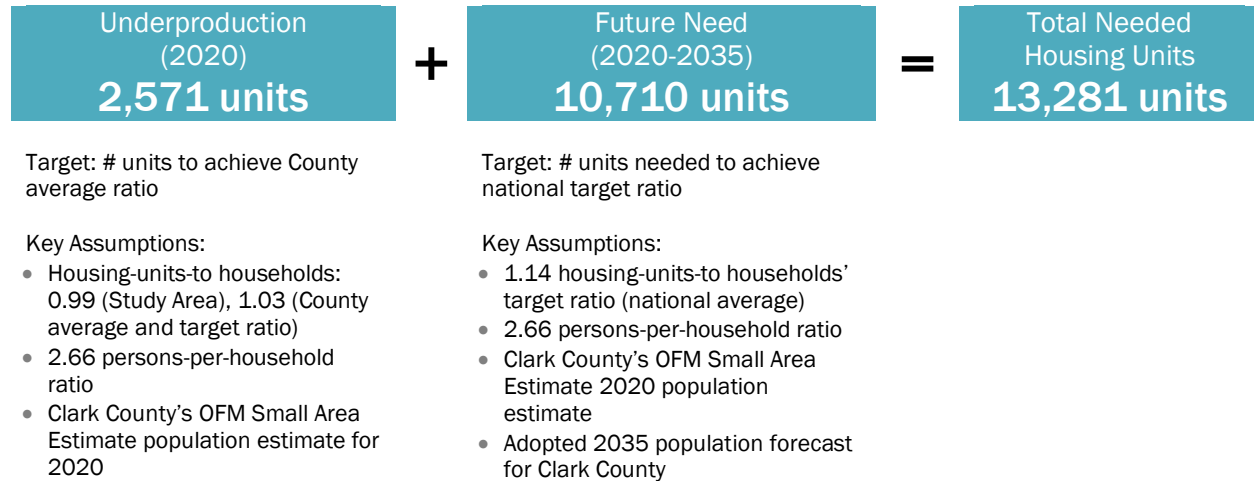 Underproduction
(2020)
2,571 units
+
Future Need
(2020-2035)
10,710 units
=
Total Needed
Housing Units
13,281 units
Target: # units to achieve County
average ratio
Key Assumptions:
• Housing-units-to households:
0.99 (Study Area), 1.03 (County
average and target ratio)
• 2.66 persons-per-household
ratio
• Clark County’s OFM Small Area
Estimate population estimate for
2020
Target: # units needed to achieve
national target ratio
Key Assumptions:
• 1.14 housing-units-to households’
target ratio (national average)
• 2.66 persons-per-household ratio
• Clark County’s OFM Small Area
Estimate 2020 population
estimate
• Adopted 2035 population forecast
for Clark County